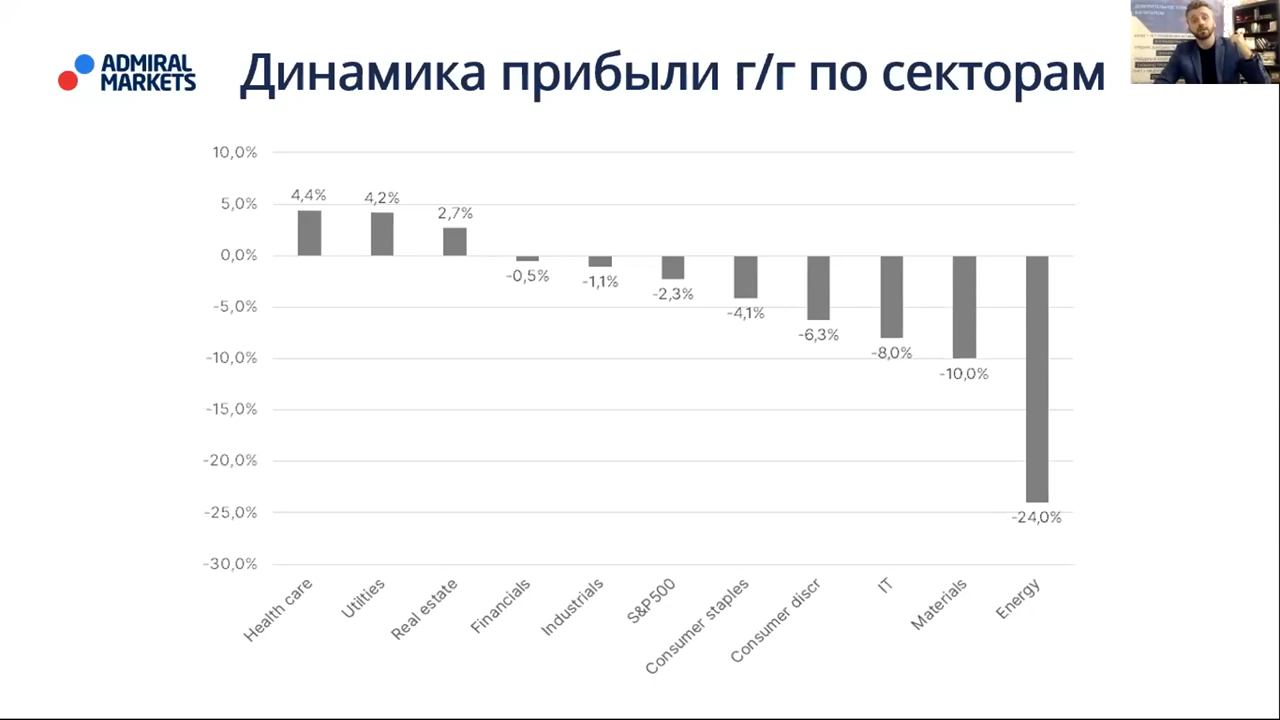 ADMIRAL
MARKETS
Динамика прибыли г/г по секторам
10,0%
5,0%
0,0%
-5,0%
-10,0%
-15,0%
-20,0%
-25,0%
-30,0%
4,4%
4,2%
2,7%
-0,5%
-1,1%
-2,3%
-4,1%
-6,3%
-8,0%
-10,0%
-24,0%
Health care
Utilties
Real estate
Financials
Industrials
S&P500
Consumer staples
Consumer discr
IT
Materials
Energy